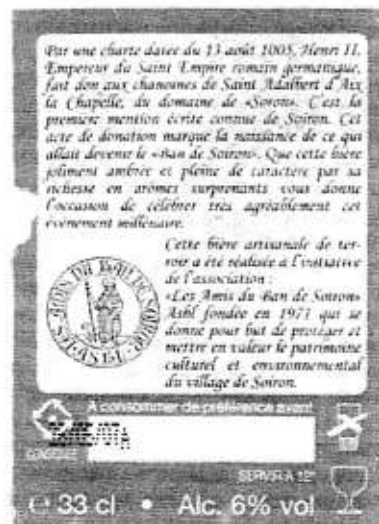 Par une charte datée du 13 août 1005, Henri II,
Empereur du Saint Empire romain germanique,
fait don aux chanoines de Saint Adalbert d'Aix
la Chapelle, du domaine de «Soron». C'est la
première mention écrite connue de Soiron. Cet
acte de donation marque la naissance de ce qui
allait devenir le «Ban de Soiron». Que cette bière
joliment ambrée et pleine de caractère par sa
richesse en arômes surprenants vous donne
l'occasion de célébrer très agréablement cet
événement millénaire.
Cette bière artisanale de ter-
roir a été réalisée à l'initiative
de l'association :
«Les Amis du Ban de Soiron»
Asbl fondée en 1971 qui se
donne pour but de protéger et
mettre en valeur le patrimoine
culturel et environnemental
du village de Soiron.
A consommer de préférence avant
CONSIGNE
SERVIR A 12°
e 33 cl • Alc. 6% vol